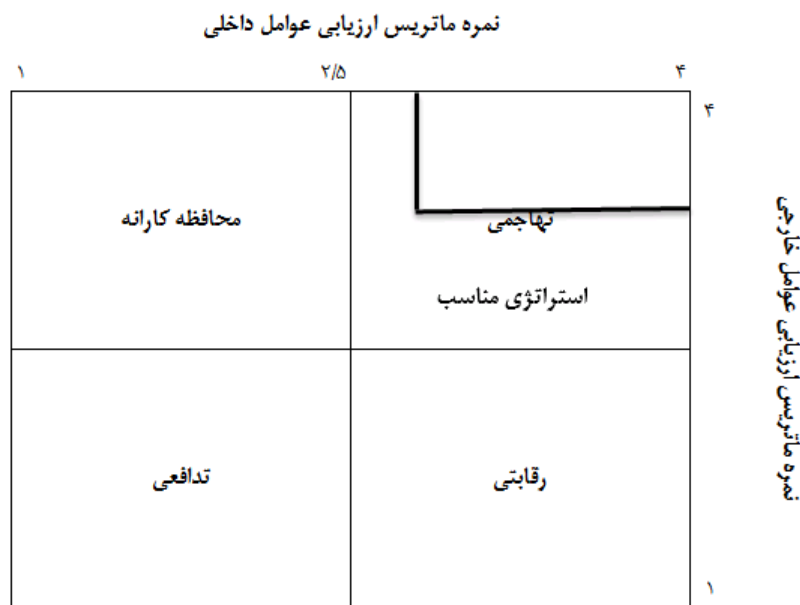 نمره ماتریس ارزیابی عوامل داخلی
۴ ۲/۵ ۱
۴
تهاجمی
محافظه کارانه
استراتژی مناسب
نمره ماتریس ارزیابی عوامل خارجی
رقابتی
تدافعی
۱